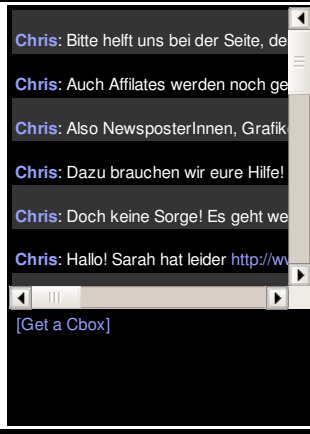 Chris: Bitte helft uns bei der Seite, de
Chris: Auch Affilates werden noch ge
Chris: Also NewsposterInnen, Grafik
Chris: Dazu brauchen wir eure Hilfe!
Chris: Doch keine Sorge! Es geht we
Chris: Hallo! Sarah hat leider http://w
[Get a Cbox]